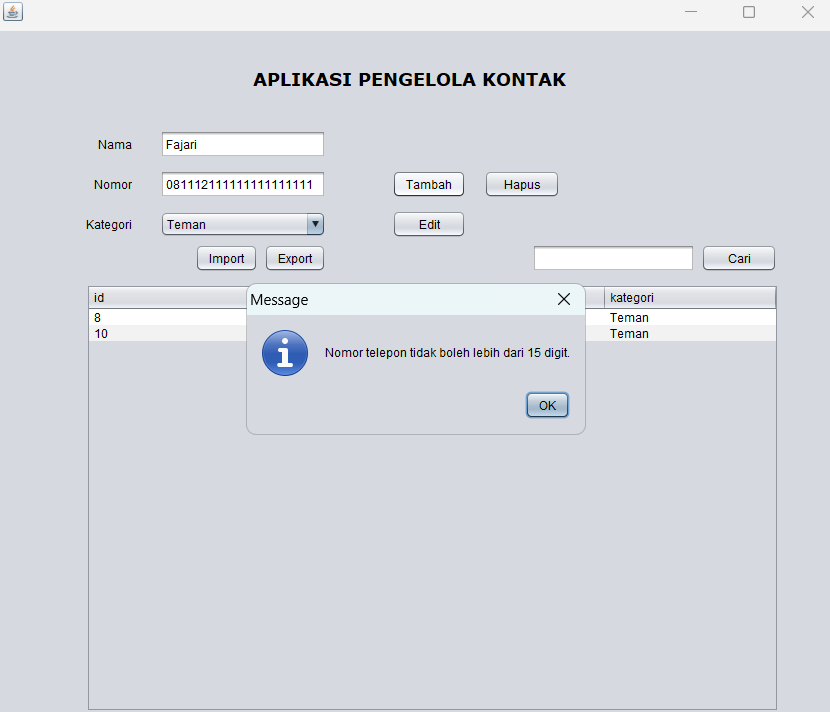 APLIKASI PENGELOLA KONTAK
Nama
Fajari
Nomor
081112111111111111111
Tambah
Hapus
Kategori
Teman
Edit
Import
Export
Cari
id
kategori
8
Teman
10
Teman
Message
Nomor telepon tidak boleh lebih dari 15 digit.
OK